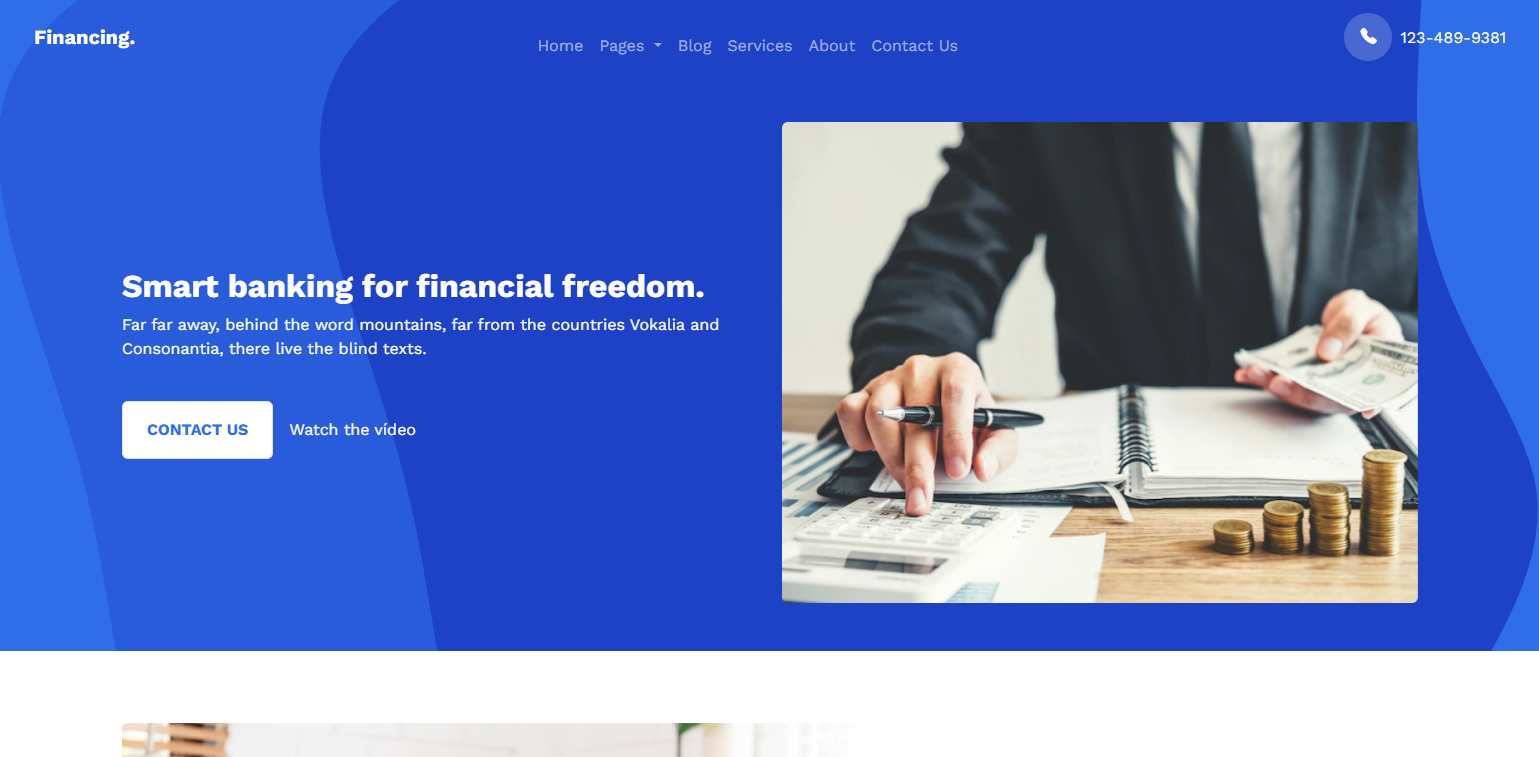 Financing.
Home Pages Blog Services About Contact Us
123-489-9381
Smart banking for financial freedom.
Far far away, behind the word mountains, far from the countries Vokalia and
Consonantia, there live the blind texts.
CONTACT US
Watch the vídeo